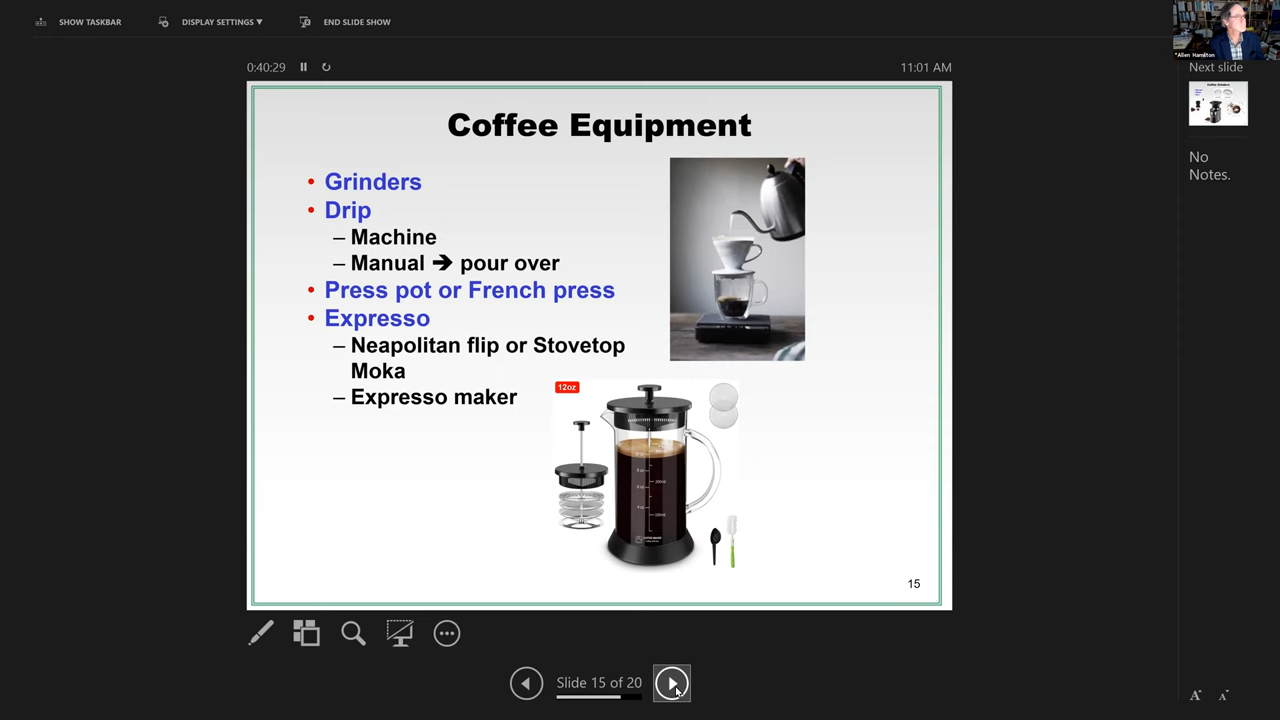 SHOW TASKBAR
DISPLAY SETTINGS ▼
END SLIDE SHOW
*Allen Hamilton
0:40:29
11:01 AM
Next slide
Coffee Equipment
• Grinders
• Drip
– Machine
– Manual ➔ pour over
• Press pot or French press
• Expresso
– Neapolitan flip or Stovetop
Moka
– Expresso maker
12oz
15
No
Notes.
Slide 15 of 20
A
A